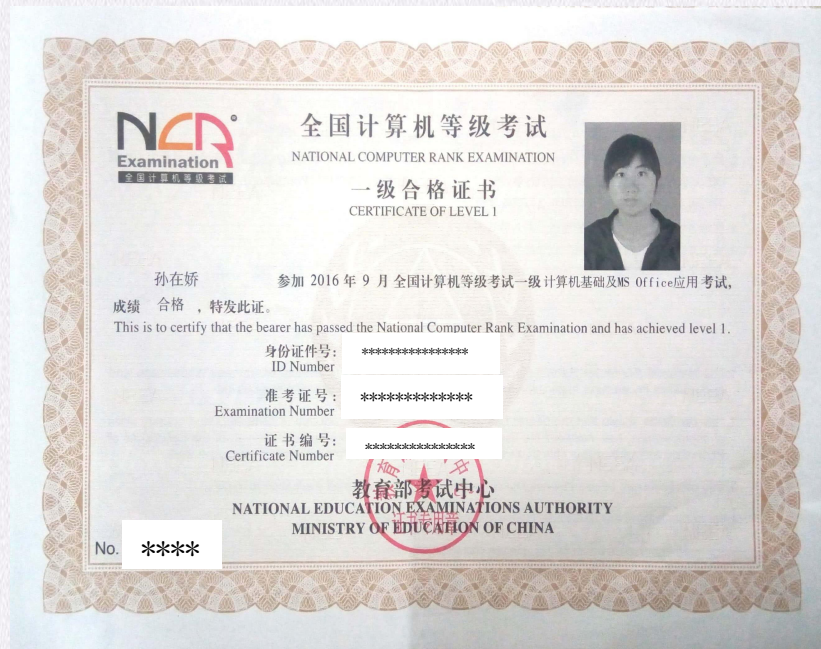 NCR®
Examination
全国计算机等级考试
全国计算机等级考试
NATIONAL COMPUTER RANK EXAMINATION
一级合格证书
CERTIFICATE OF LEVEL 1
孙在娇 参加 2016 年 9 月 全国计算机等级考试一级 计算机基础及MS Office应用 考试,
成绩 合格 ，特发此证。
This is to certify that the bearer has passed the National Computer Rank Examination and has achieved level 1.
身份证件号: ****************
ID Number
准考证号: *************
Examination Number
证书编号: ***************
Certificate Number
教育部考试中心
NATIONAL EDUCATION EXAMINATIONS AUTHORITY
MINISTRY OF EDUCATION OF CHINA
证书专用章
No. ****